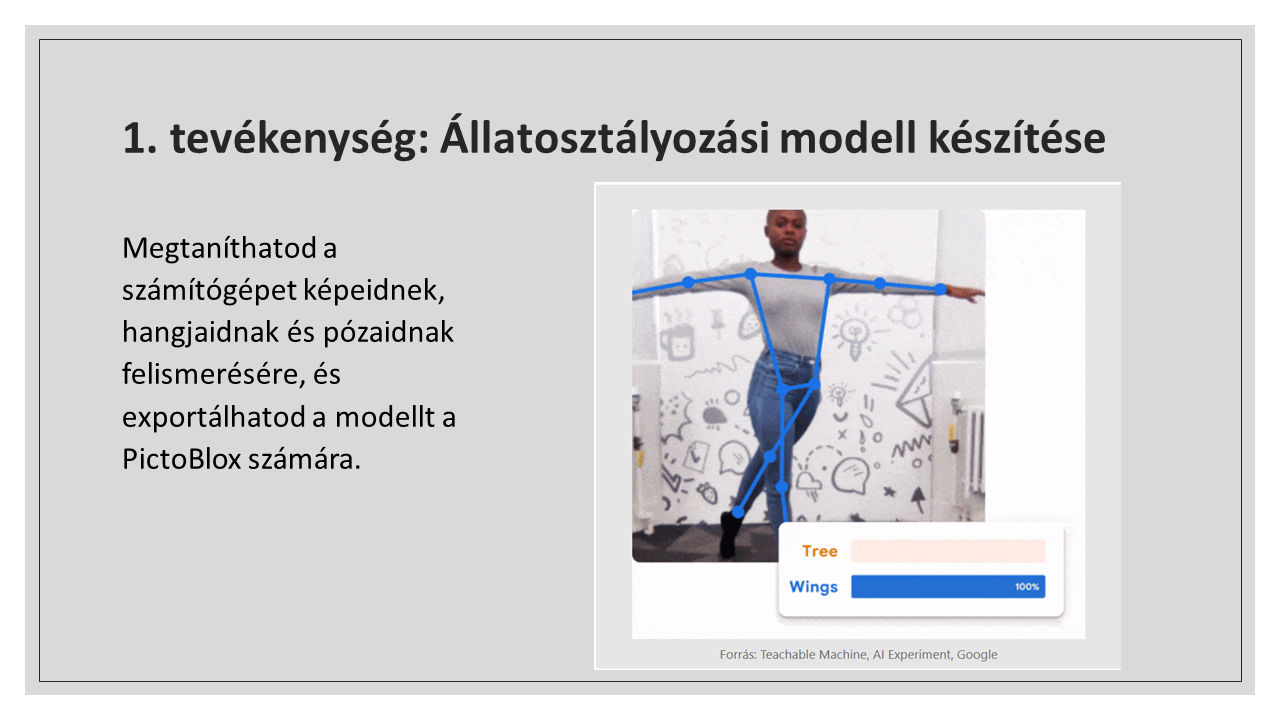 1. tevékenység: Állatosztályozási modell készítése
Megtaníthatod a
számítógépet képeidnek,
hangjaidnak és pózaidnak
felismerésére, és
exportálhatod a modellt a
PictoBlox számára.
Tree
Wings 100%
Forrás: Teachable Machine, AI Experiment, Google